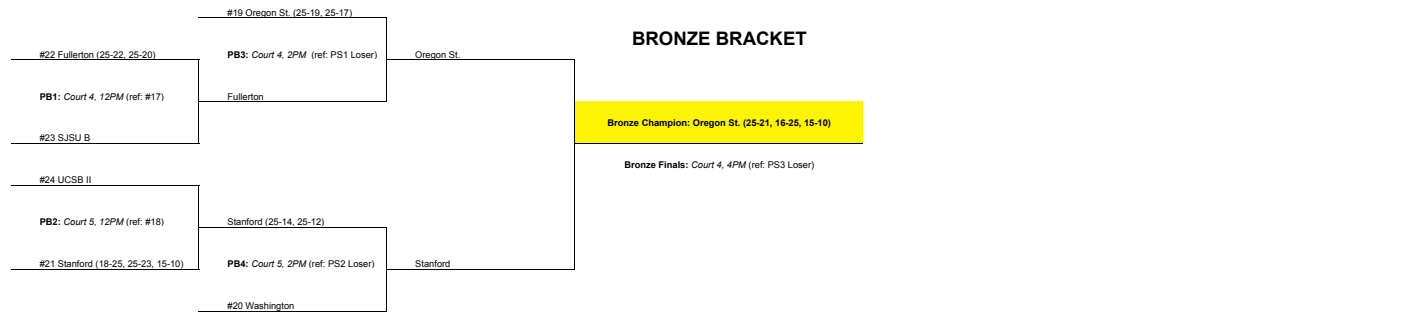 #19 Oregon St. (25-19, 25-17)
BRONZE BRACKET
#22 Fullerton (25-22, 25-20)
PB3: Court 4, 2PM (ref: PS1 Loser)
Oregon St.
PB1: Court 4, 12PM (ref: #17)
Fullerton
Bronze Champion: Oregon St. (25-21, 16-25, 15-10)
#23 SJSU B
Bronze Finals: Court 4, 4PM (ref: PS3 Loser)
#24 UCSB II
PB2: Court 5, 12PM (ref: #18)
Stanford (25-14, 25-12)
#21 Stanford (18-25, 25-23, 15-10)
PB4: Court 5, 2PM (ref: PS2 Loser)
Stanford
#20 Washington